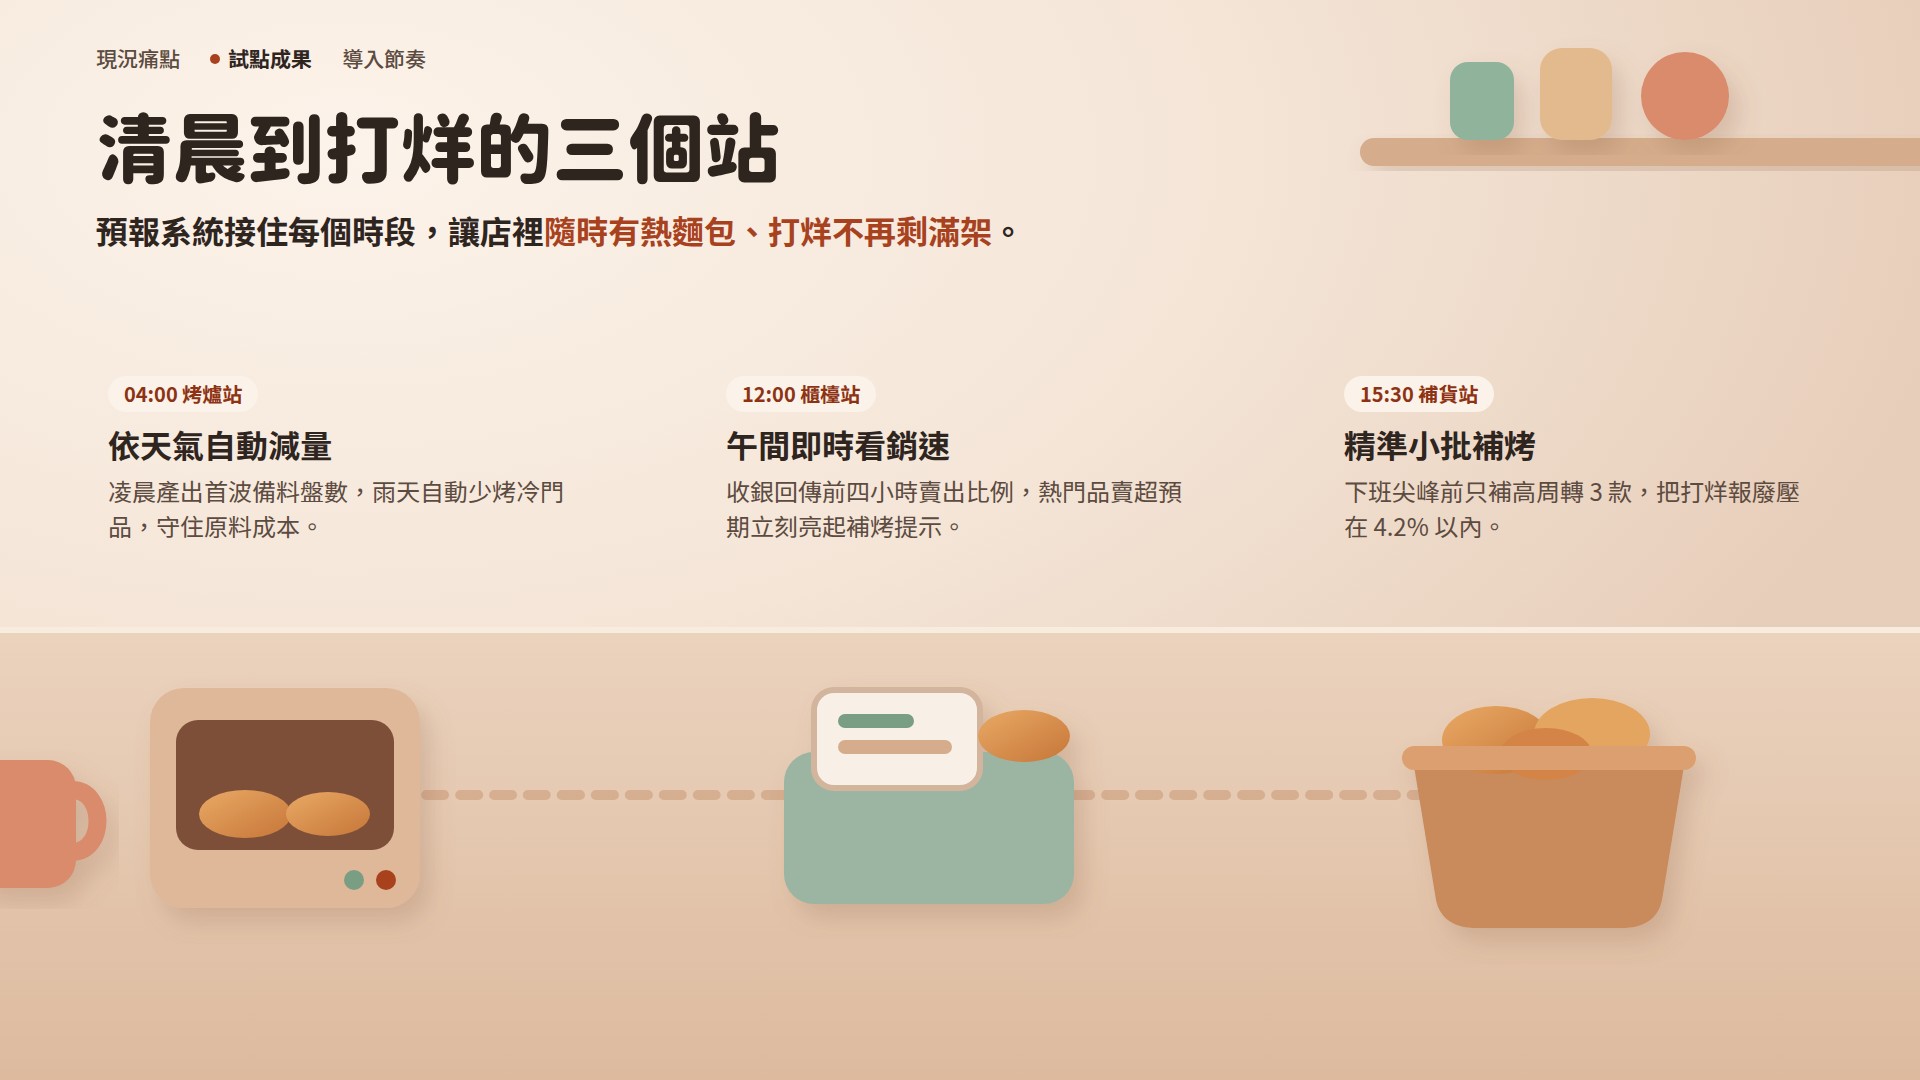 現況痛點
試點成果
導入節奏
清晨到打烊的三個站
預報系統接住每個時段，讓店裡隨時有熱麵包、打烊不再剩滿架。
04:00 烤爐站
依天氣自動減量
凌晨產出首波備料盤數，雨天自動少烤冷門
品，守住原料成本。
12:00 櫃檯站
午間即時看銷速
收銀回傳前四小時賣出比例，熱門品賣超預
期立刻亮起補烤提示。
15:30 補貨站
精準小批補烤
下班尖峰前只補高周轉 3 款，把打烊報廢壓
在 4.2% 以內。